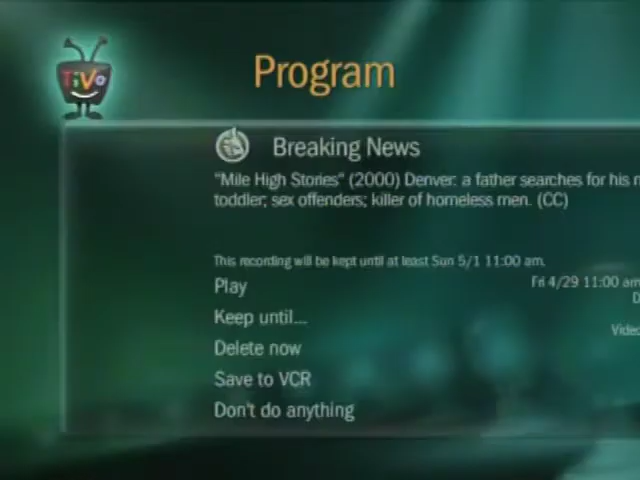 TiVo
Program
Breaking News
"Mile High Stories" (2000) Denver: a father searches for his
toddler; sex offenders; killer of homeless men. (CC)
This recording will be kept until at least Sun 5/1 11:00 am.
Play
Fri 4/29 11:00 am
Keep until...
Video
Delete now
Save to VCR
Don't do anything